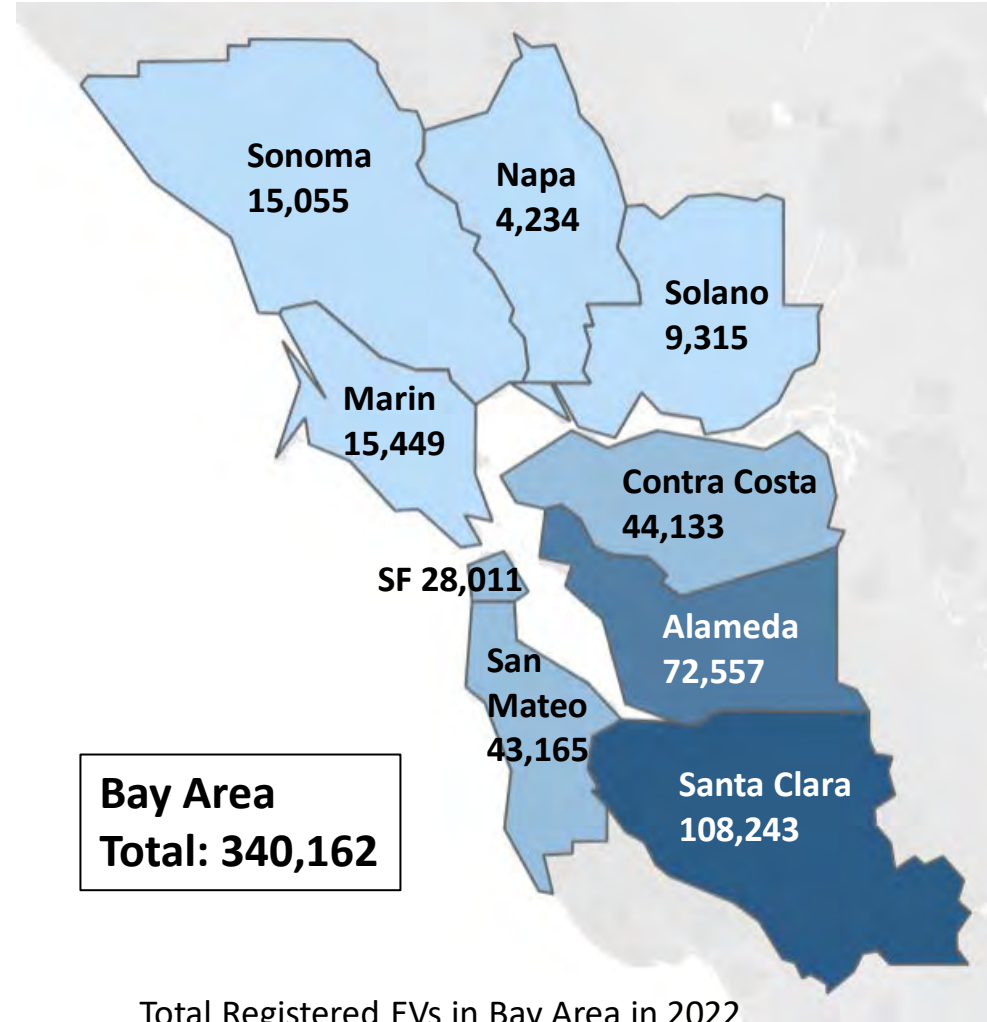 Sonoma
15,055
Napa
4,234
Solano
9,315
Marin
15,449
Contra Costa
44,133
SF 28,011
Alameda
72,557
San
Mateo
43,165
Santa Clara
108,243
Bay Area
Total: 340,162
Total Registered EVs in Bay Area in 2022